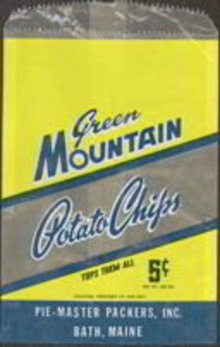 Green
MOUNTAIN
Potato Chips
TOPS THEM ALL
5¢
PIE-MASTER PACKERS, INC.
BATH, MAINE